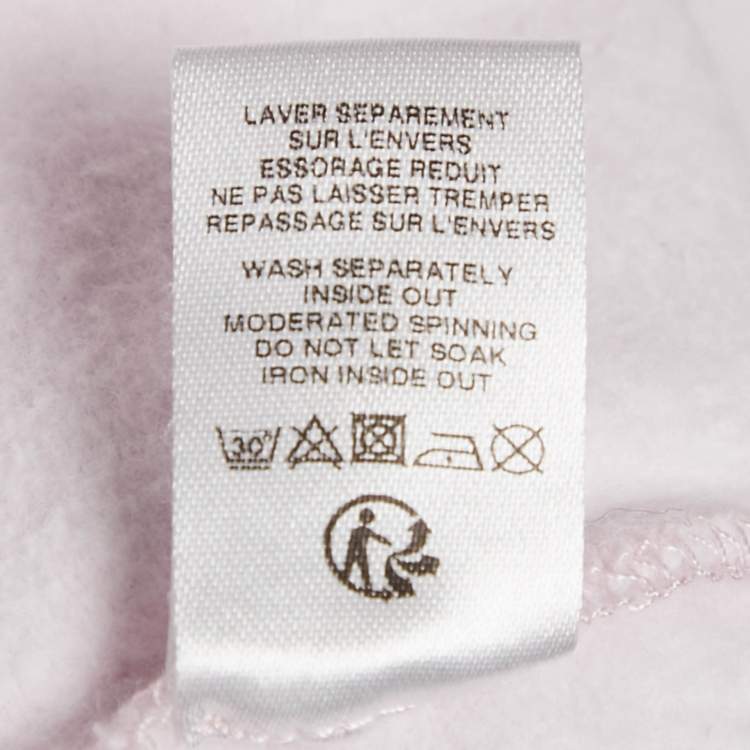 LAVER SEPAREMENT
SUR L'ENVERS
ESSORAGE REDUIT
NE PAS LAISSER TREMPER
REPASSAGE SUR L'ENVERS
WASH SEPARATELY
INSIDE OUT
MODERATED SPINNING
DO NOT LET SOAK
IRON INSIDE OUT
30°